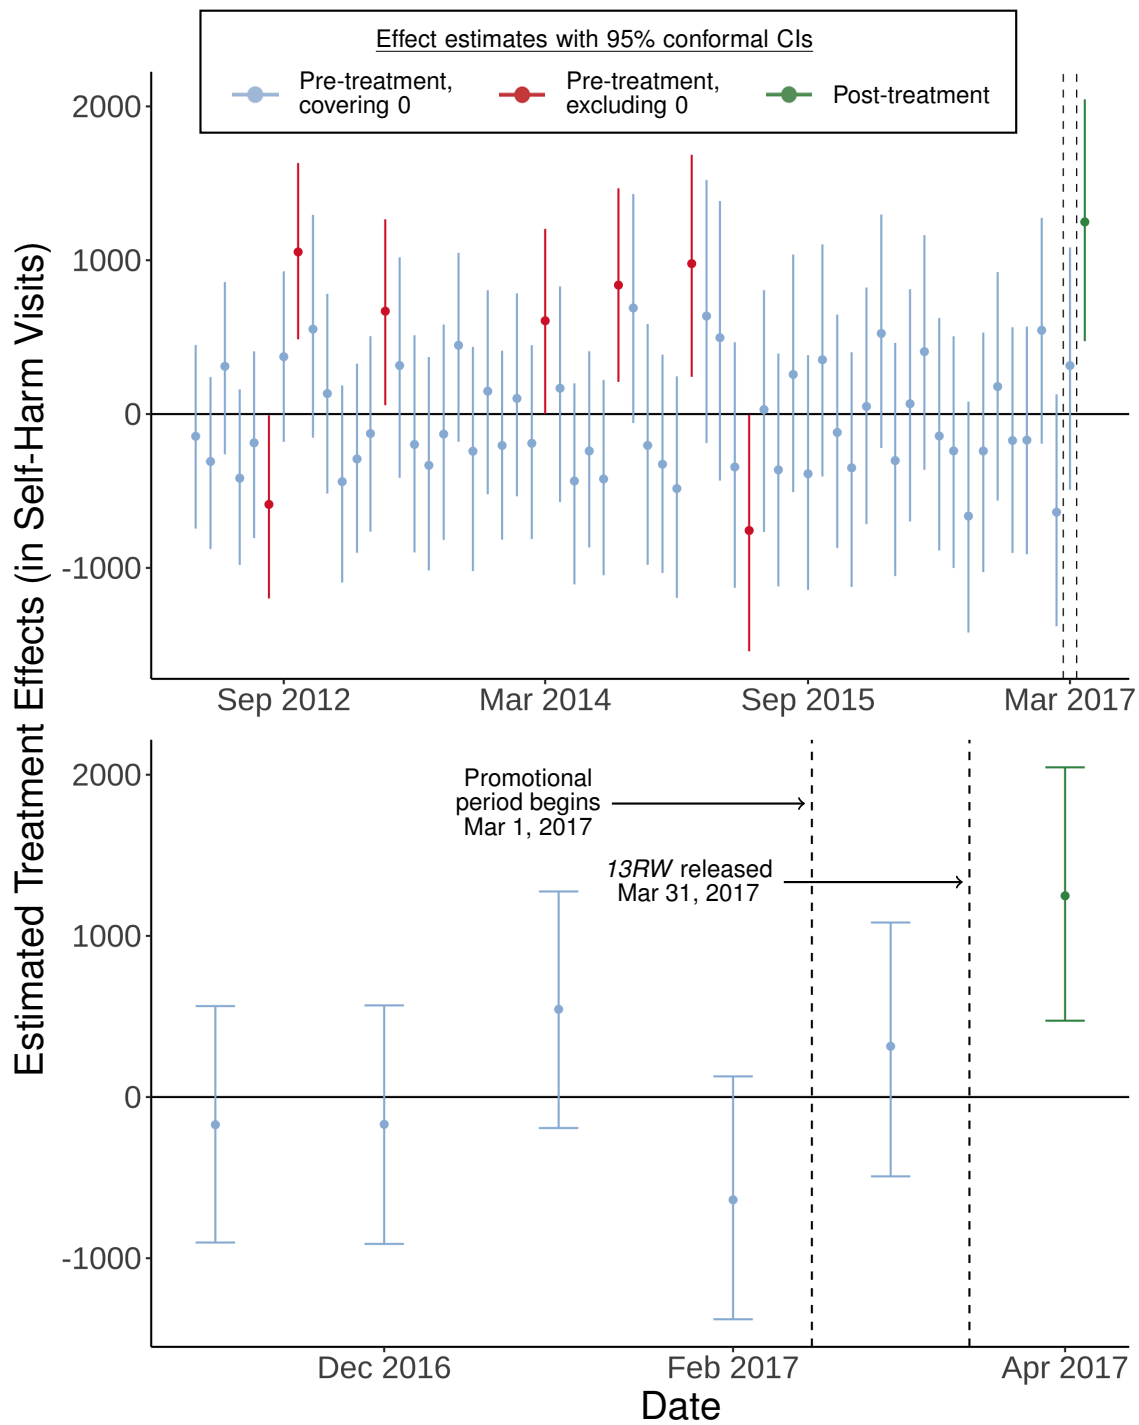 Effect estimates with 95% conformal CIs
Pre-treatment,
covering 0
Pre-treatment,
excluding 0
Post-treatment
Estimated Treatment Effects (in Self-Harm Visits)
2000
1000
0
-1000
Sep 2012
Mar 2014
Sep 2015
Mar 2017
2000
1000
0
-1000
Promotional
period begins
Mar 1, 2017
13RW released
Mar 31, 2017
Dec 2016
Feb 2017
Apr 2017
Date